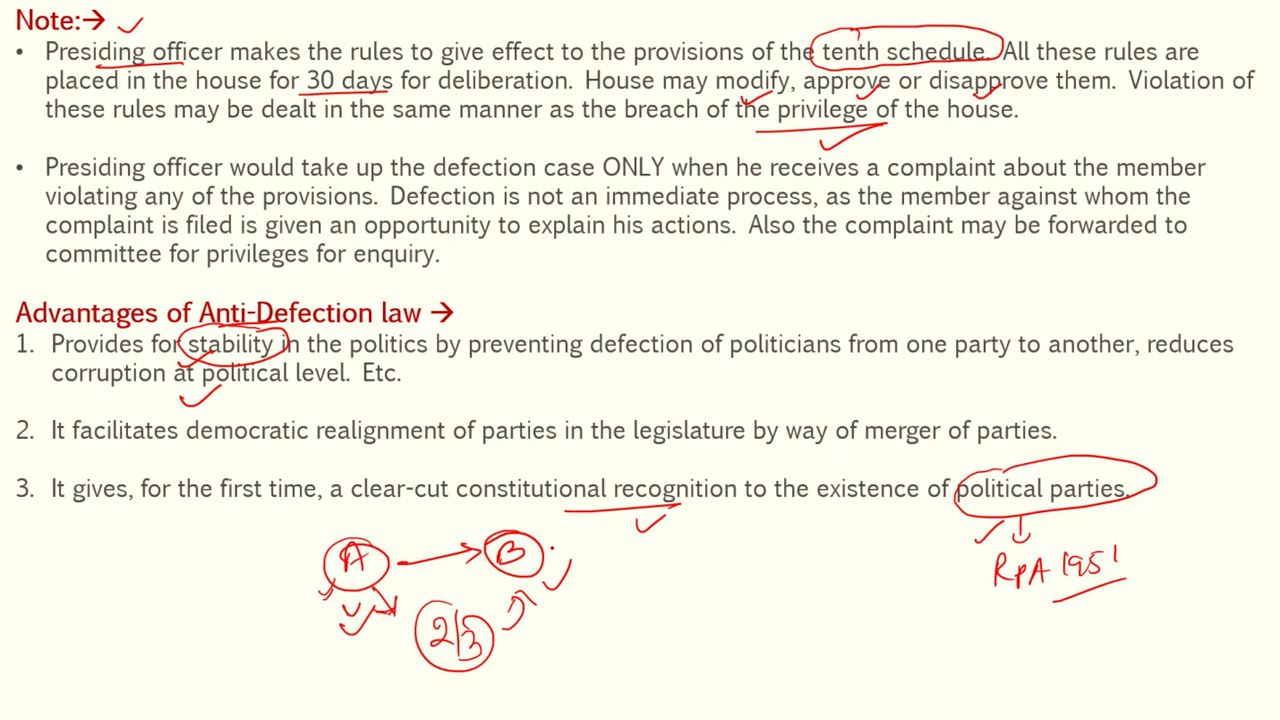 Note:→
• Presiding officer makes the rules to give effect to the provisions of the tenth schedule. All these rules are
placed in the house for 30 days for deliberation. House may modify, approve or disapprove them. Violation of
these rules may be dealt in the same manner as the breach of the privilege of the house.
• Presiding officer would take up the defection case ONLY when he receives a complaint about the member
violating any of the provisions. Defection is not an immediate process, as the member against whom the
complaint is filed is given an opportunity to explain his actions. Also the complaint may be forwarded to
committee for privileges for enquiry.
Advantages of Anti-Defection law →
1. Provides for stability in the politics by preventing defection of politicians from one party to another, reduces
corruption at political level. Etc.
2. It facilitates democratic realignment of parties in the legislature by way of merger of parties.
3. It gives, for the first time, a clear-cut constitutional recognition to the existence of political parties.
A → B
RPA 1951
2/3